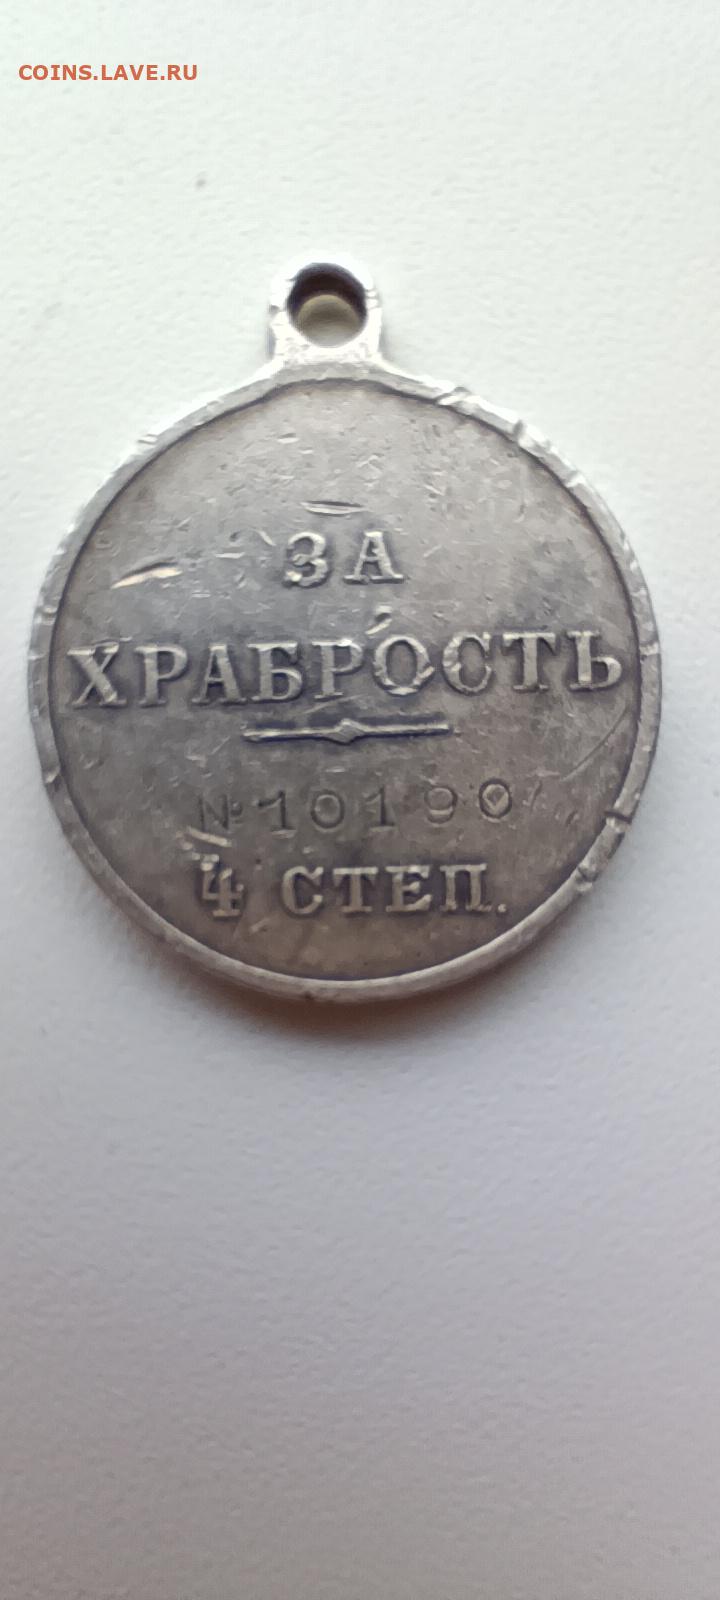 COINS.LAVE.RU
ЗА
ХРАБРОСТЬ
№ 10190
4 СТЕП.